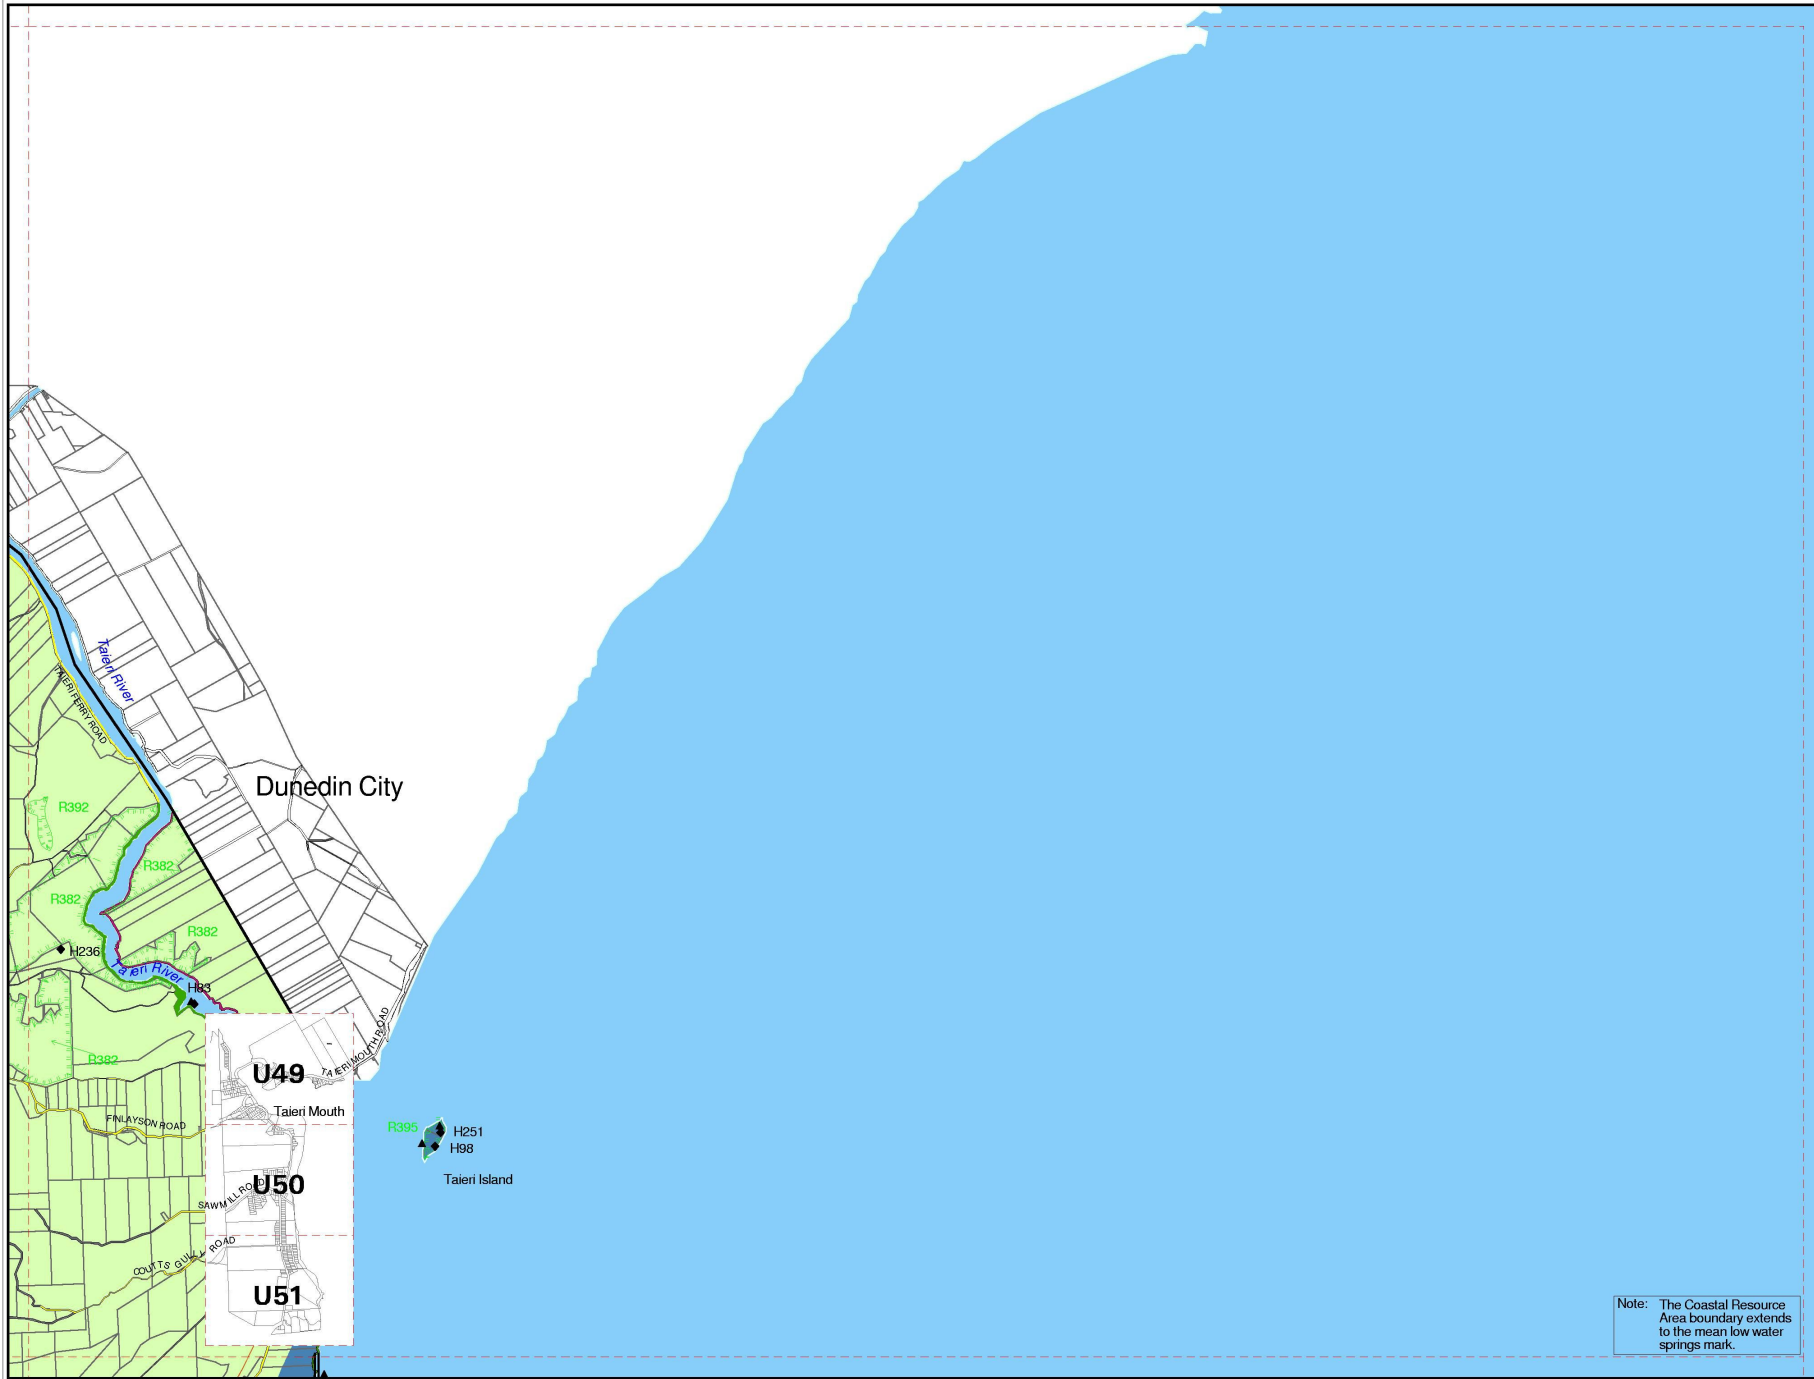 Taieri River
TAIERI FERRY ROAD
Dunedin City
R392
R382
R382
R382
H236
Taieri River
H83
R382
TAIERI MOUTH ROAD
U49
Taieri Mouth
FINLAYSON ROAD
R395
H251
H98
Taieri Island
U50
SAWMILL ROAD
COUTTS GULLY ROAD
U51
Note: The Coastal Resource
Area boundary extends
to the mean low water
springs mark.